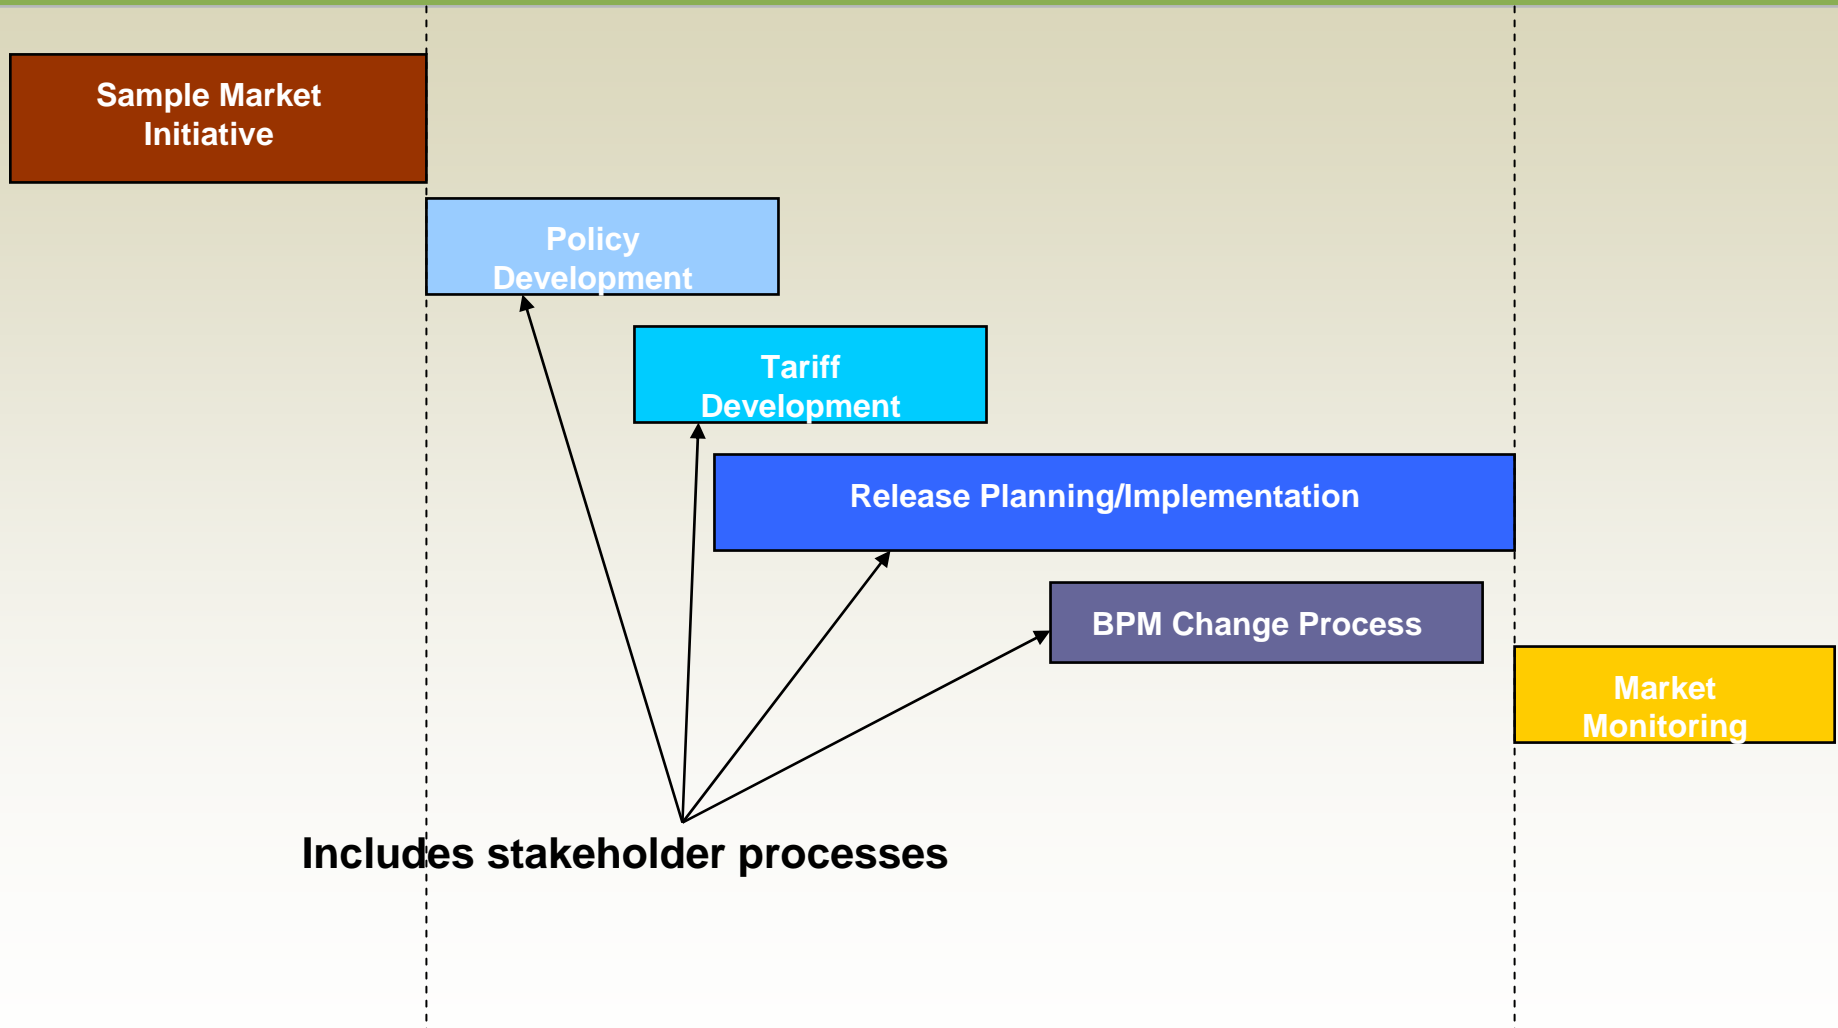 Sample Market
Initiative
Policy
Development
Tariff
Development
Release Planning/Implementation
BPM Change Process
Market
Monitoring
Includes stakeholder processes